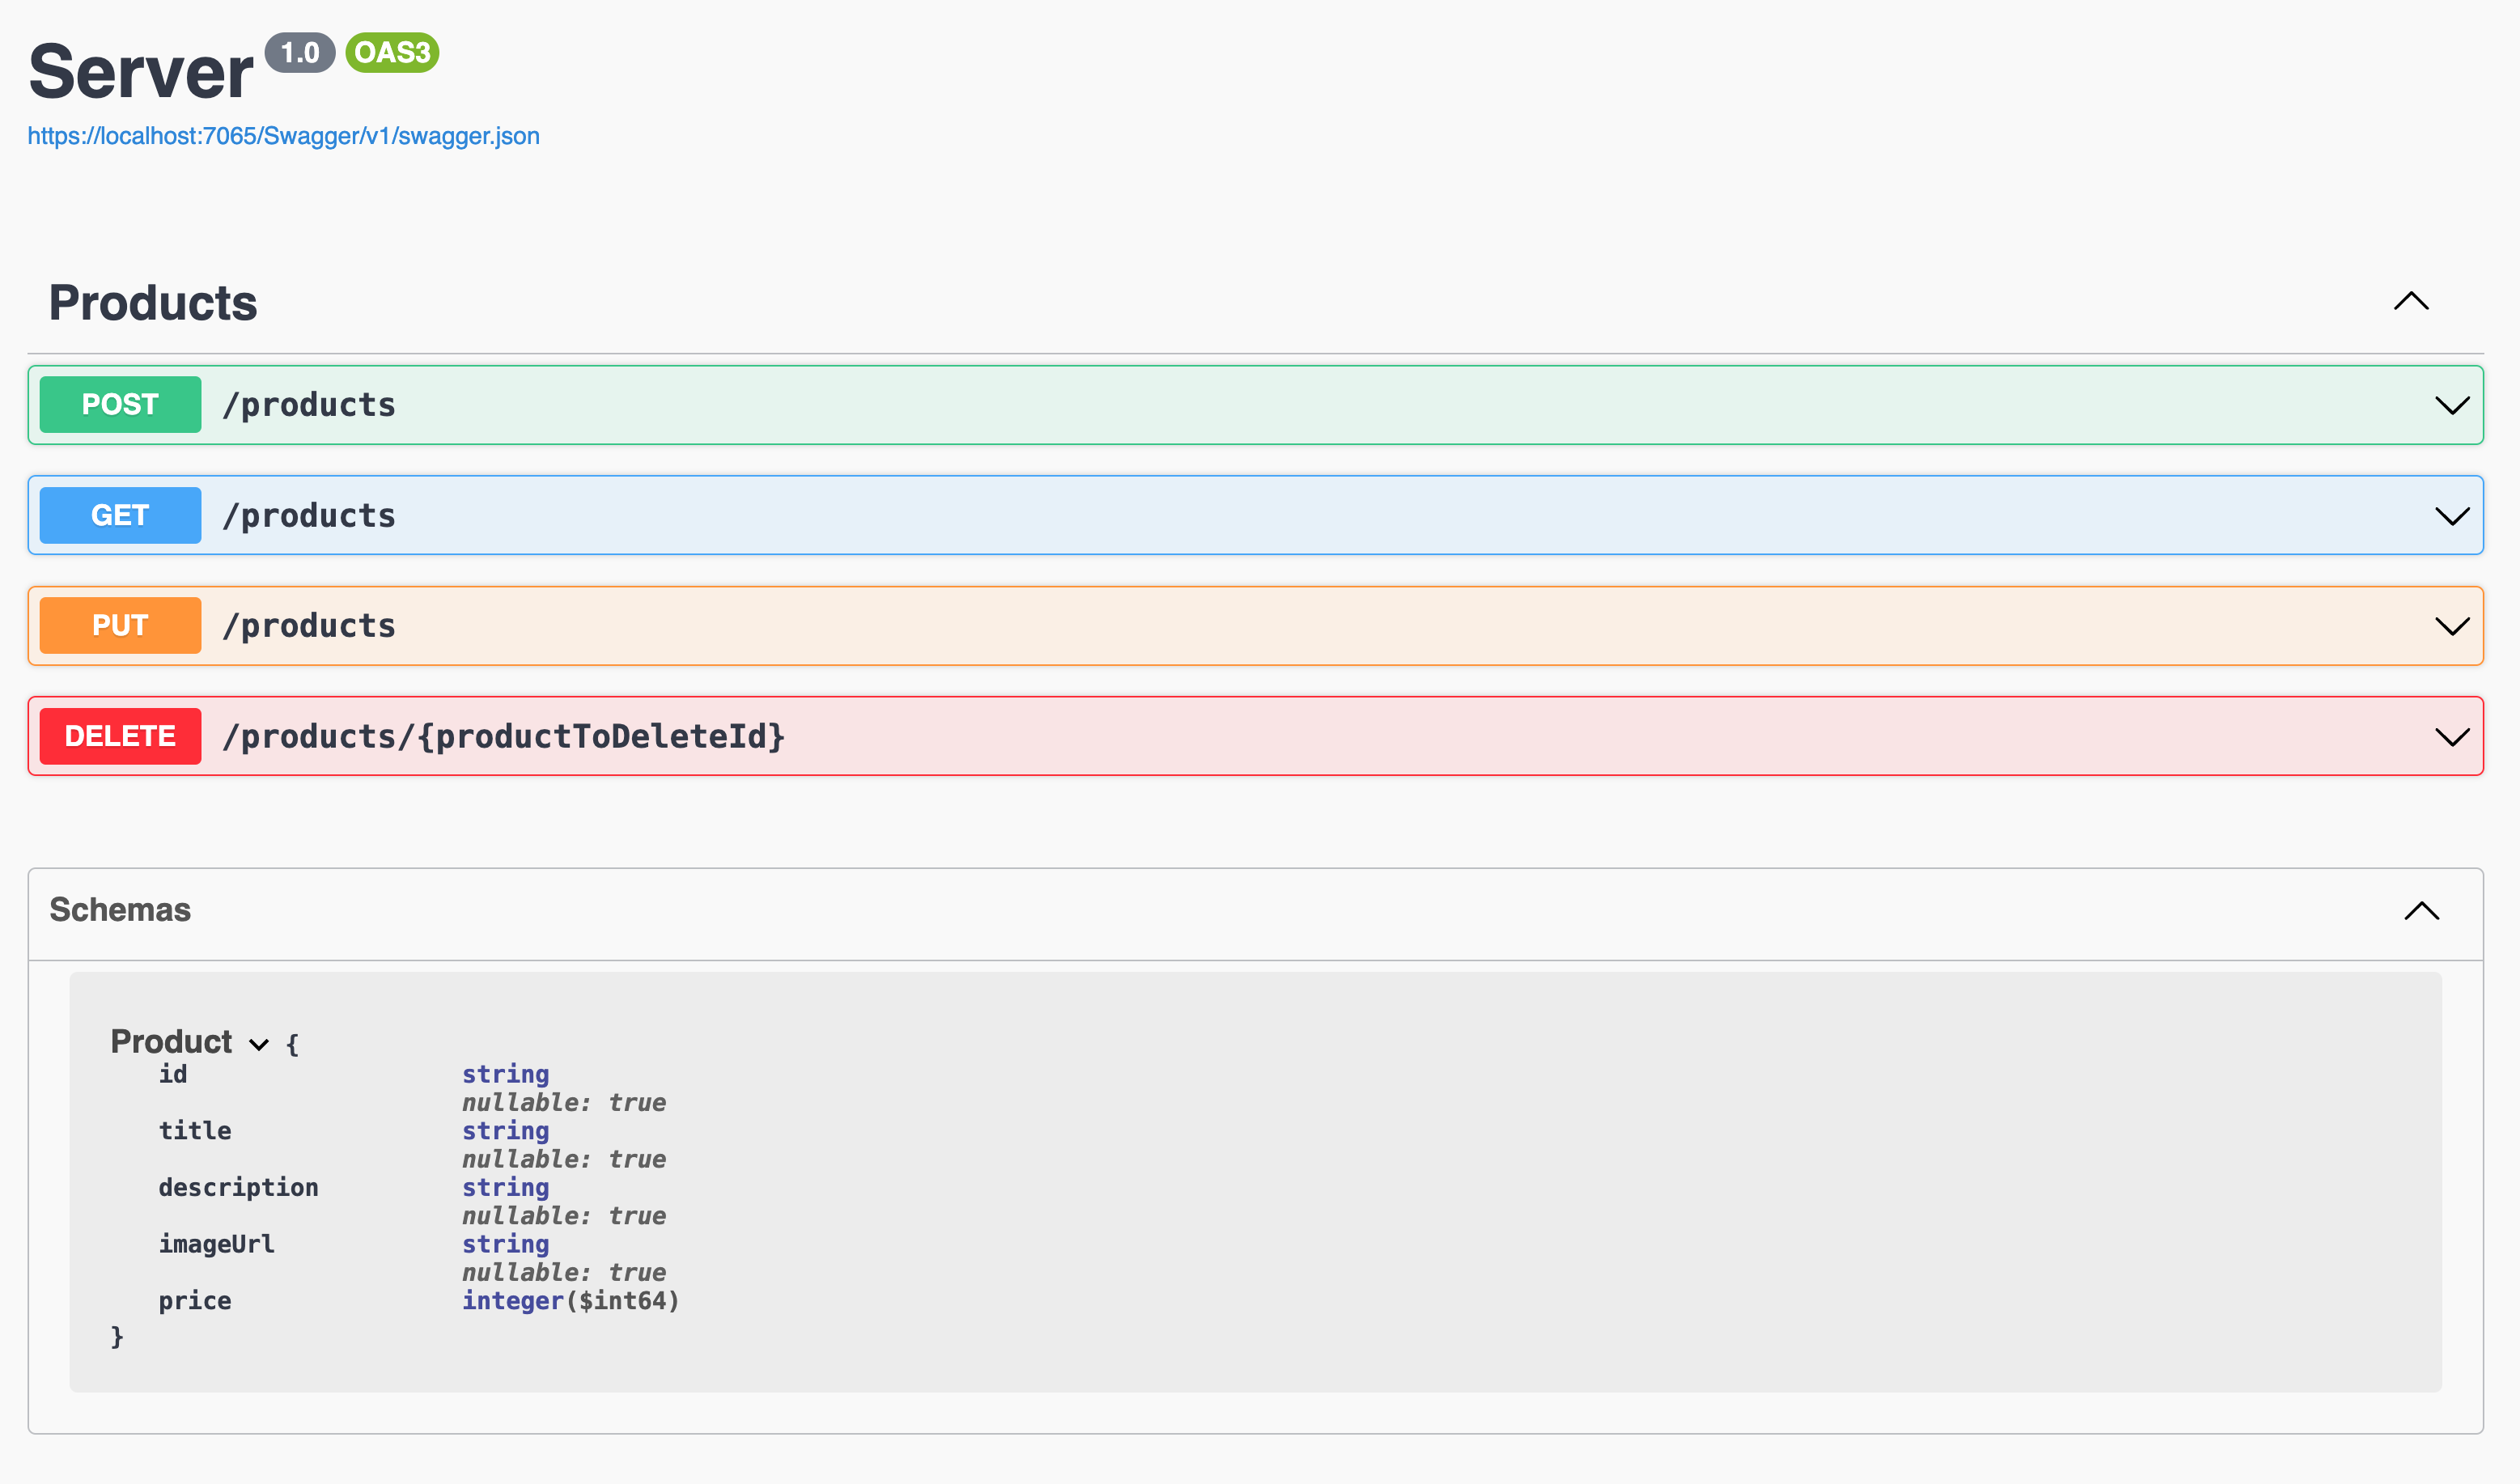 Server 1.0 OAS3
https://localhost:7065/Swagger/v1/swagger.json
Products
POST /products
GET /products
PUT /products
DELETE /products/{productToDeleteId}
Schemas
Product {
id string
nullable: true
title string
nullable: true
description string
nullable: true
imageUrl string
nullable: true
price integer($int64)
}